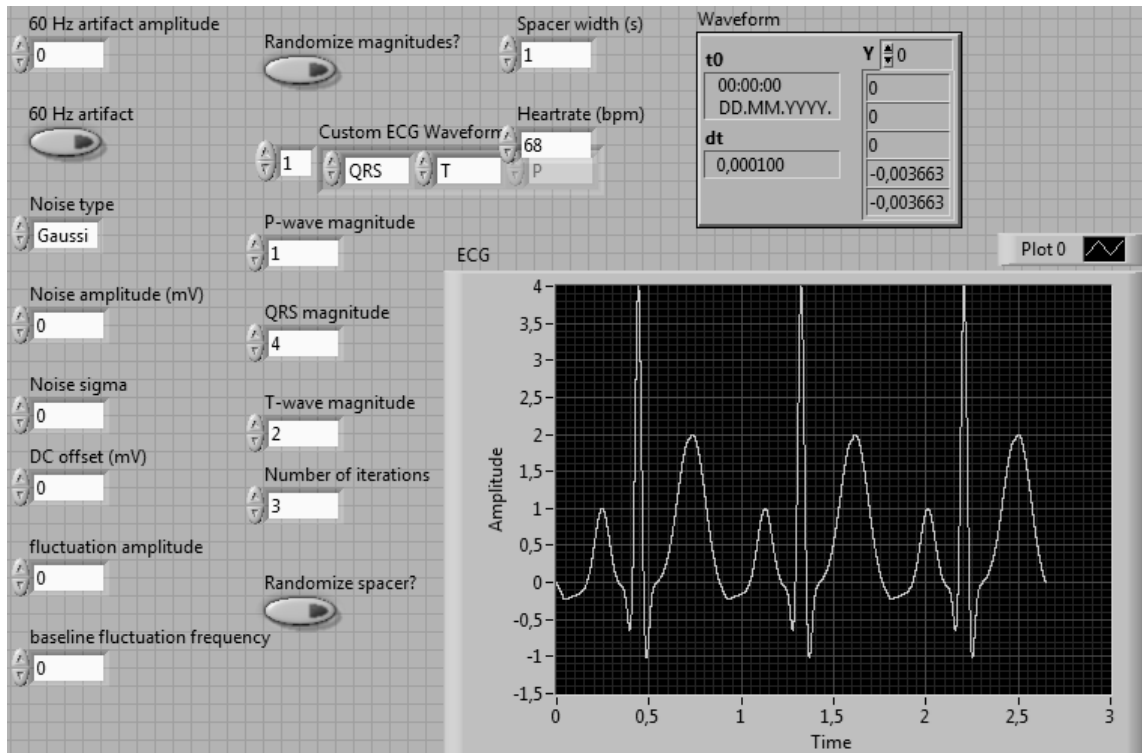 60 Hz artifact amplitude
0
60 Hz artifact
Noise type
Gaussi
Noise amplitude (mV)
0
Noise sigma
0
DC offset (mV)
0
fluctuation amplitude
0
baseline fluctuation frequency
0
Randomize magnitudes?
Custom ECG Waveform
1
QRS
T
P
P-wave magnitude
1
QRS magnitude
4
T-wave magnitude
2
Number of iterations
3
Randomize spacer?
Spacer width (s)
1
Heartrate (bpm)
68
Waveform
t0
00:00:00
DD.MM.YYYY.
dt
0,000100
Y
0
0
0
0
-0,003663
-0,003663
ECG
Plot 0
Amplitude
4
3,5
3
2,5
2
1,5
1
0,5
0
-0,5
-1
-1,5
0
0,5
1
1,5
2
2,5
3
Time